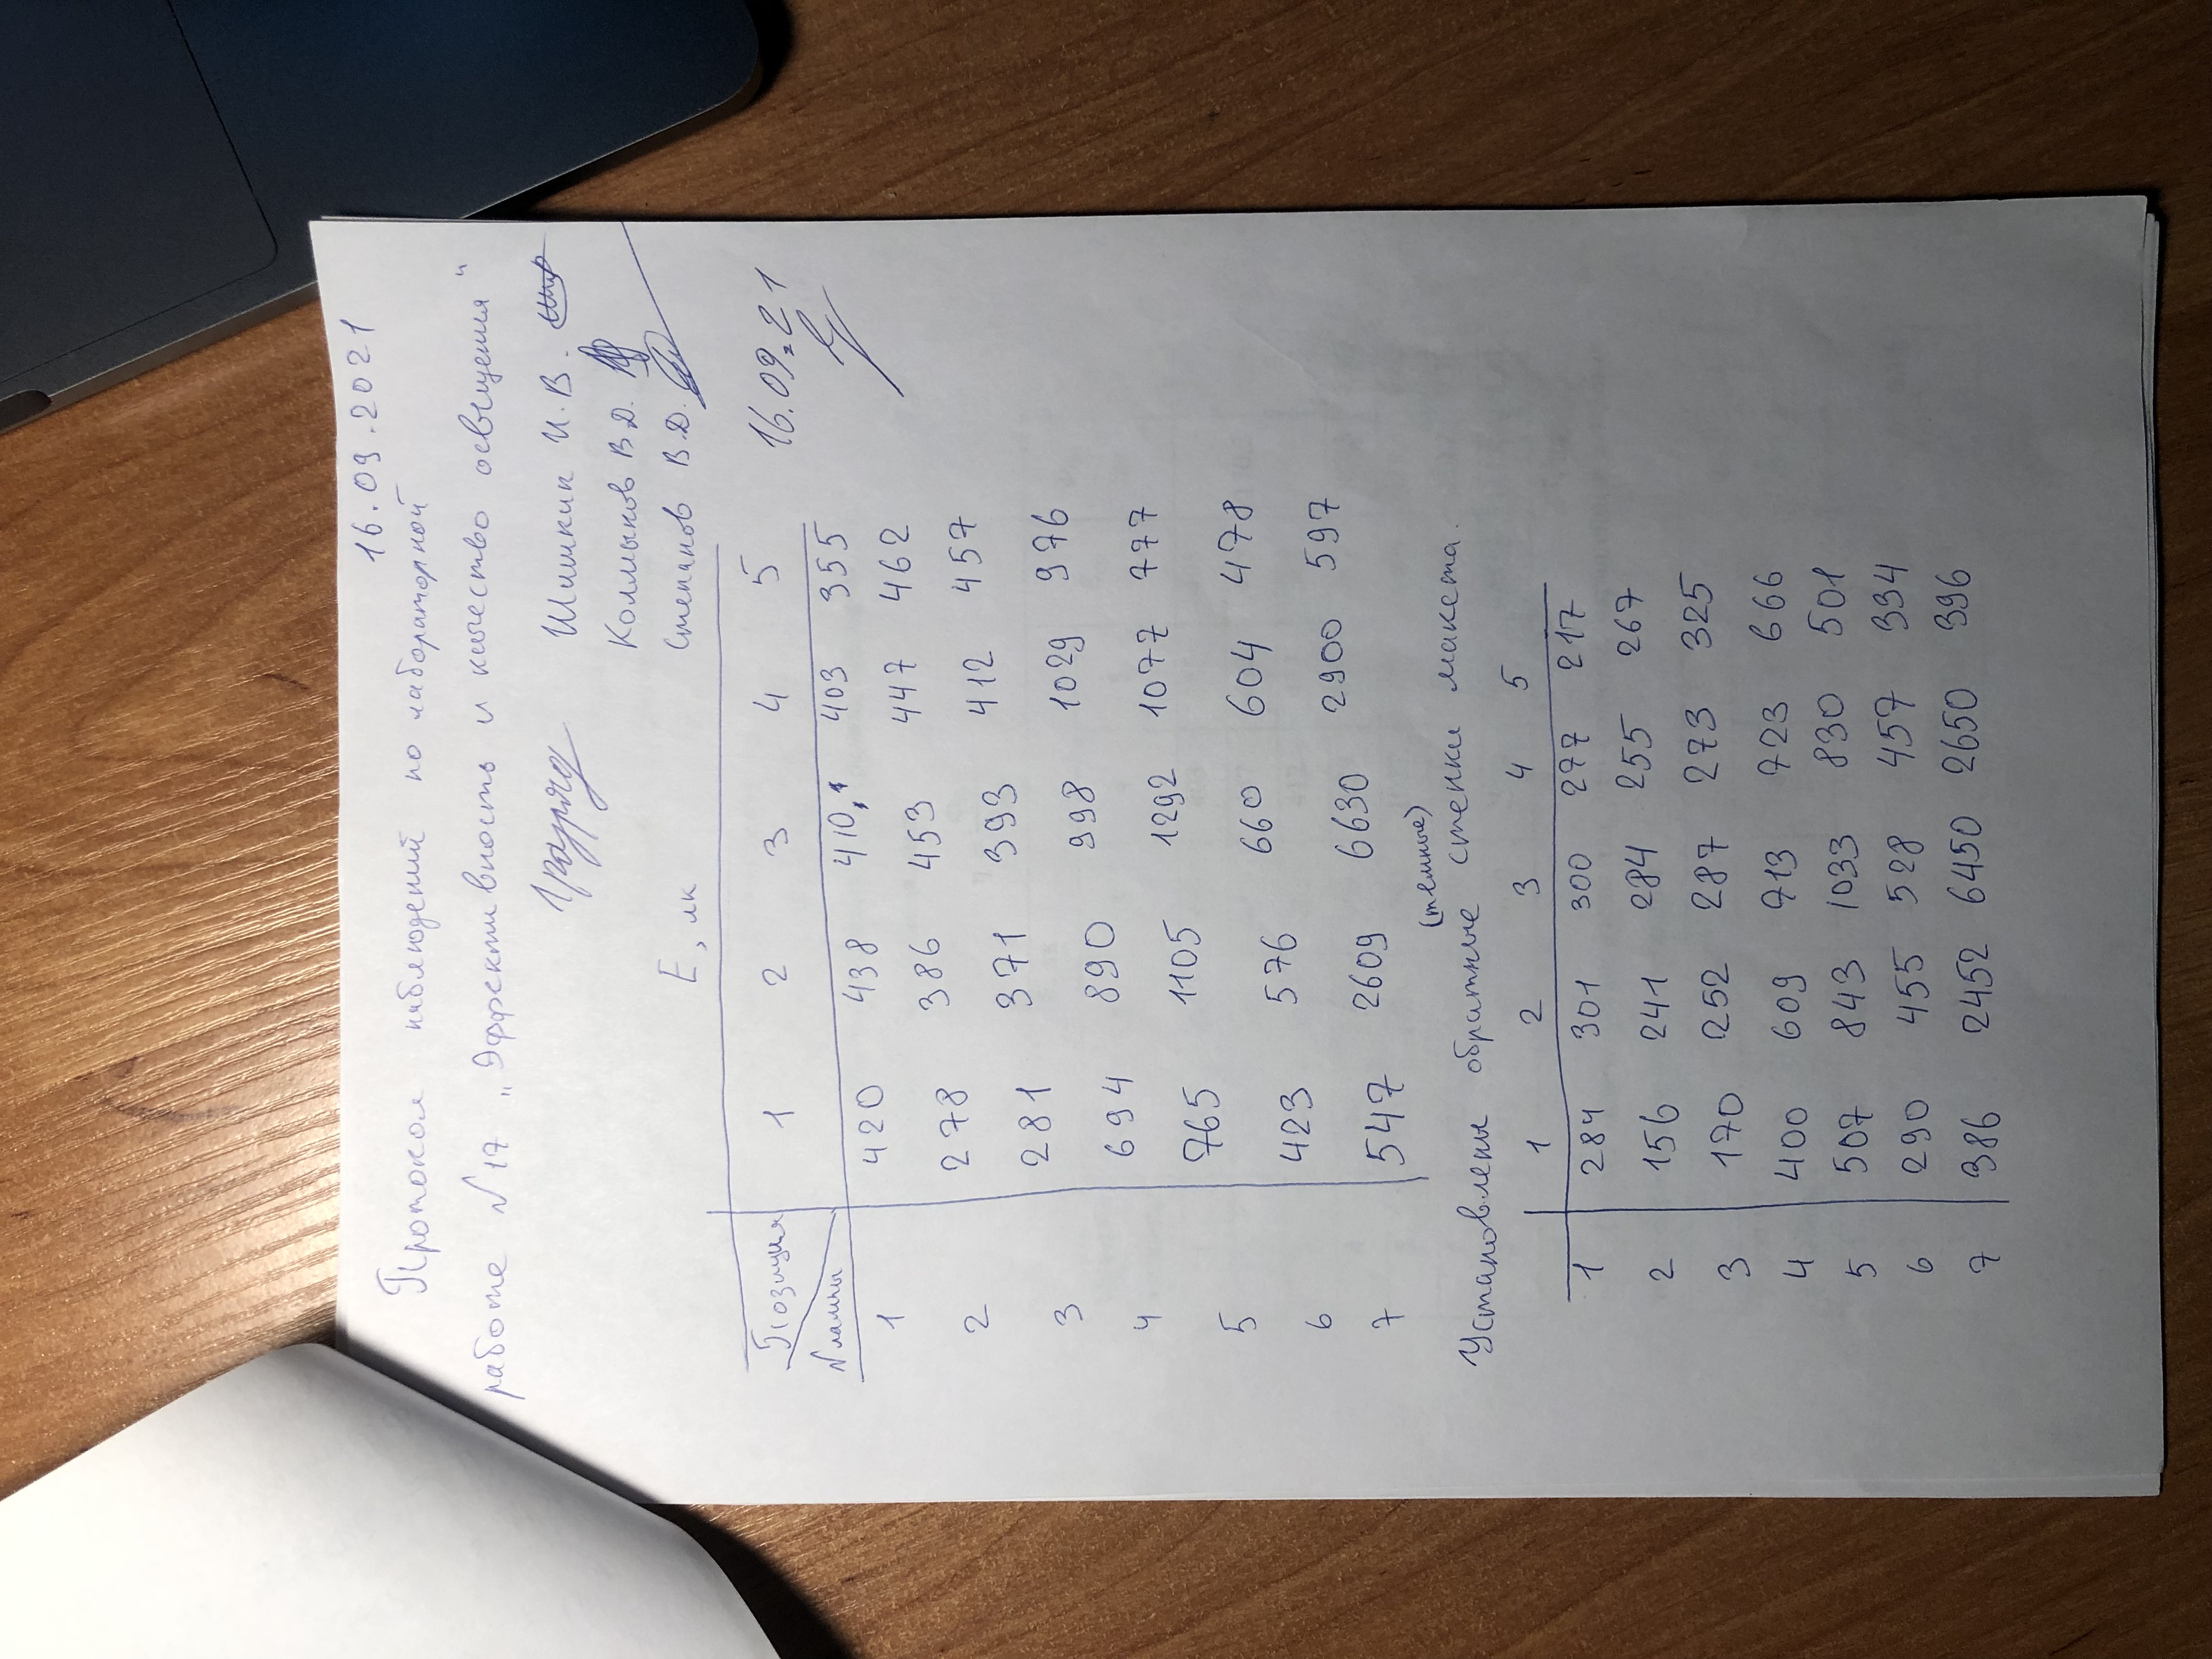 16.09.2021
Протокол наблюдений по лабораторной
работе №17 „Эффективность и качество освещения“
1 разряд
Шишкин И.В.
Колмыков В.Д.
Степанов В.Д.
E, лк
16.09.21
Позиция 1 2 3 4 5
№ лампы
1 420 438 410, 403 355
2 278 386 453 447 462
3 281 371 393 412 457
4 694 890 998 1029 976
5 765 1105 1292 1077 777
6 423 576 660 604 478
7 547 2609 6630 2900 597
(темные)
Установлены обратные стенки макета.
1 2 3 4 5
1 284 301 300 277 217
2 156 241 284 255 267
3 170 252 287 273 325
4 400 609 713 723 666
5 507 843 1033 830 501
6 290 455 528 457 334
7 386 2452 6450 2650 396